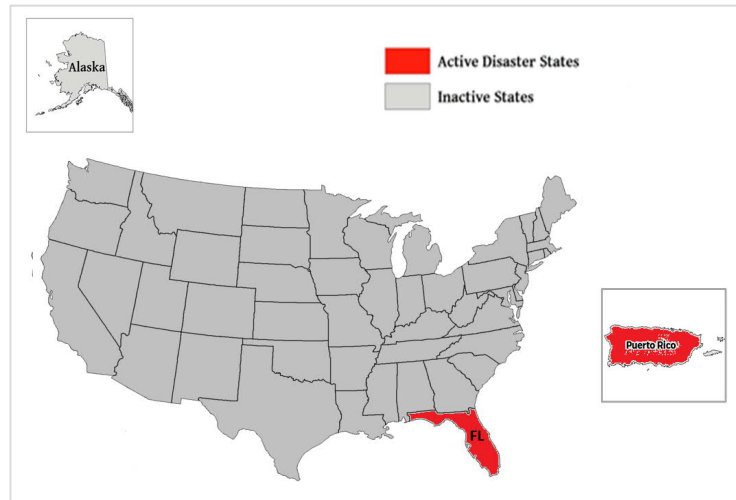 Alaska
Active Disaster States
Inactive States
Puerto Rico
FL